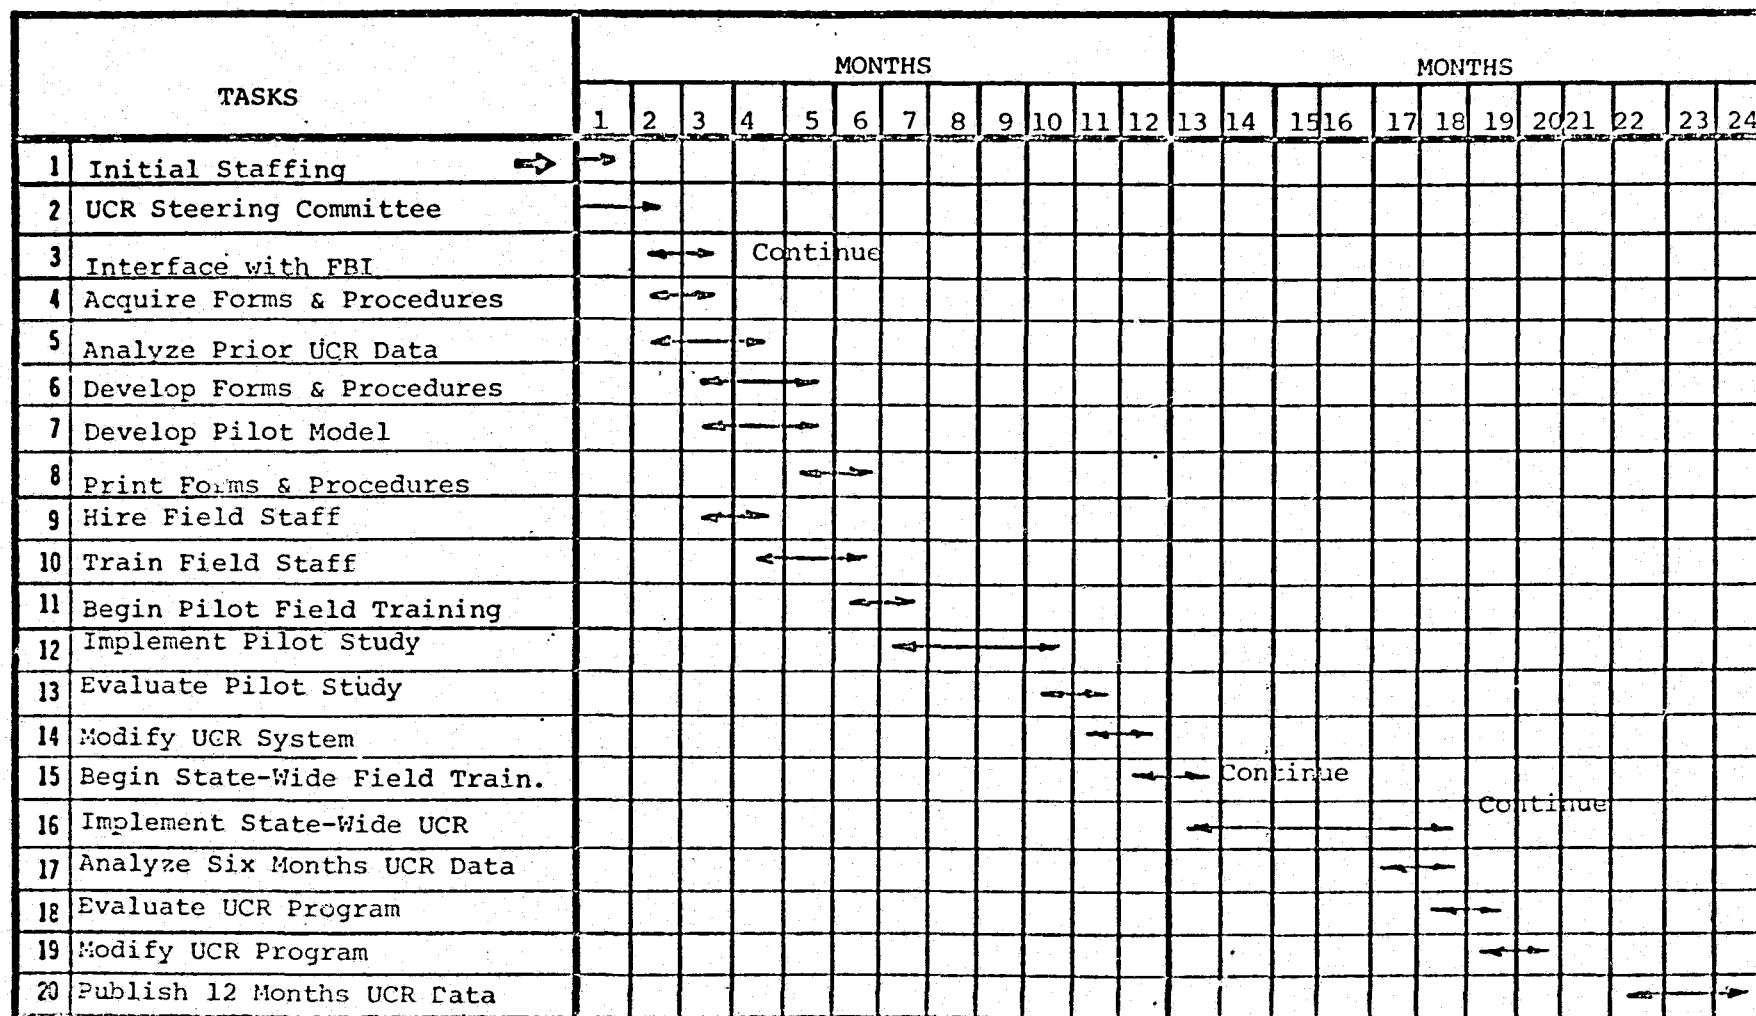 MONTHS MONTHS
TASKS
1 2 3 4 5 6 7 8 9 10 11 12 13 14 15 16 17 18 19 20 21 22 23 24
1 Initial Staffing
2 UCR Steering Committee
3 Interface with FBI Continue
4 Acquire Forms & Procedures
5 Analyze Prior UCR Data
6 Develop Forms & Procedures
7 Develop Pilot Model
8 Print Forms & Procedures
9 Hire Field Staff
10 Train Field Staff
11 Begin Pilot Field Training
12 Implement Pilot Study
13 Evaluate Pilot Study
14 Modify UCR System
15 Begin State-Wide Field Train. Continue
16 Implement State-Wide UCR Continue
17 Analyze Six Months UCR Data
18 Evaluate UCR Program
19 Modify UCR Program
20 Publish 12 Months UCR Data